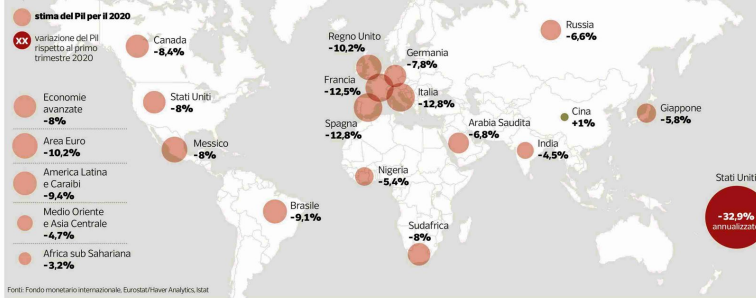 stima del Pil per il 2020
XX
variazione del Pil
rispetto al primo
trimestre 2020
Economie
avanzate
-8%
Area Euro
-10,2%
America Latina
e Caraibi
-9,4%
Medio Oriente
e Asia Centrale
-4,7%
Africa sub Sahariana
-3,2%
Canada
-8,4%
Stati Uniti
-8%
Messico
-8%
Brasile
-9,1%
Regno Unito
-10,2%
Germania
-7,8%
Francia
-12,5%
Italia
-12,8%
Spagna
-12,8%
Nigeria
-5,4%
Sudafrica
-8%
Arabia Saudita
-6,8%
Russia
-6,6%
Cina
+1%
India
-4,5%
Giappone
-5,8%
Stati Uniti
-32,9%
annualizzato
Fonti: Fondo monetario internazionale, Eurostat/Haver Analytics, Istat